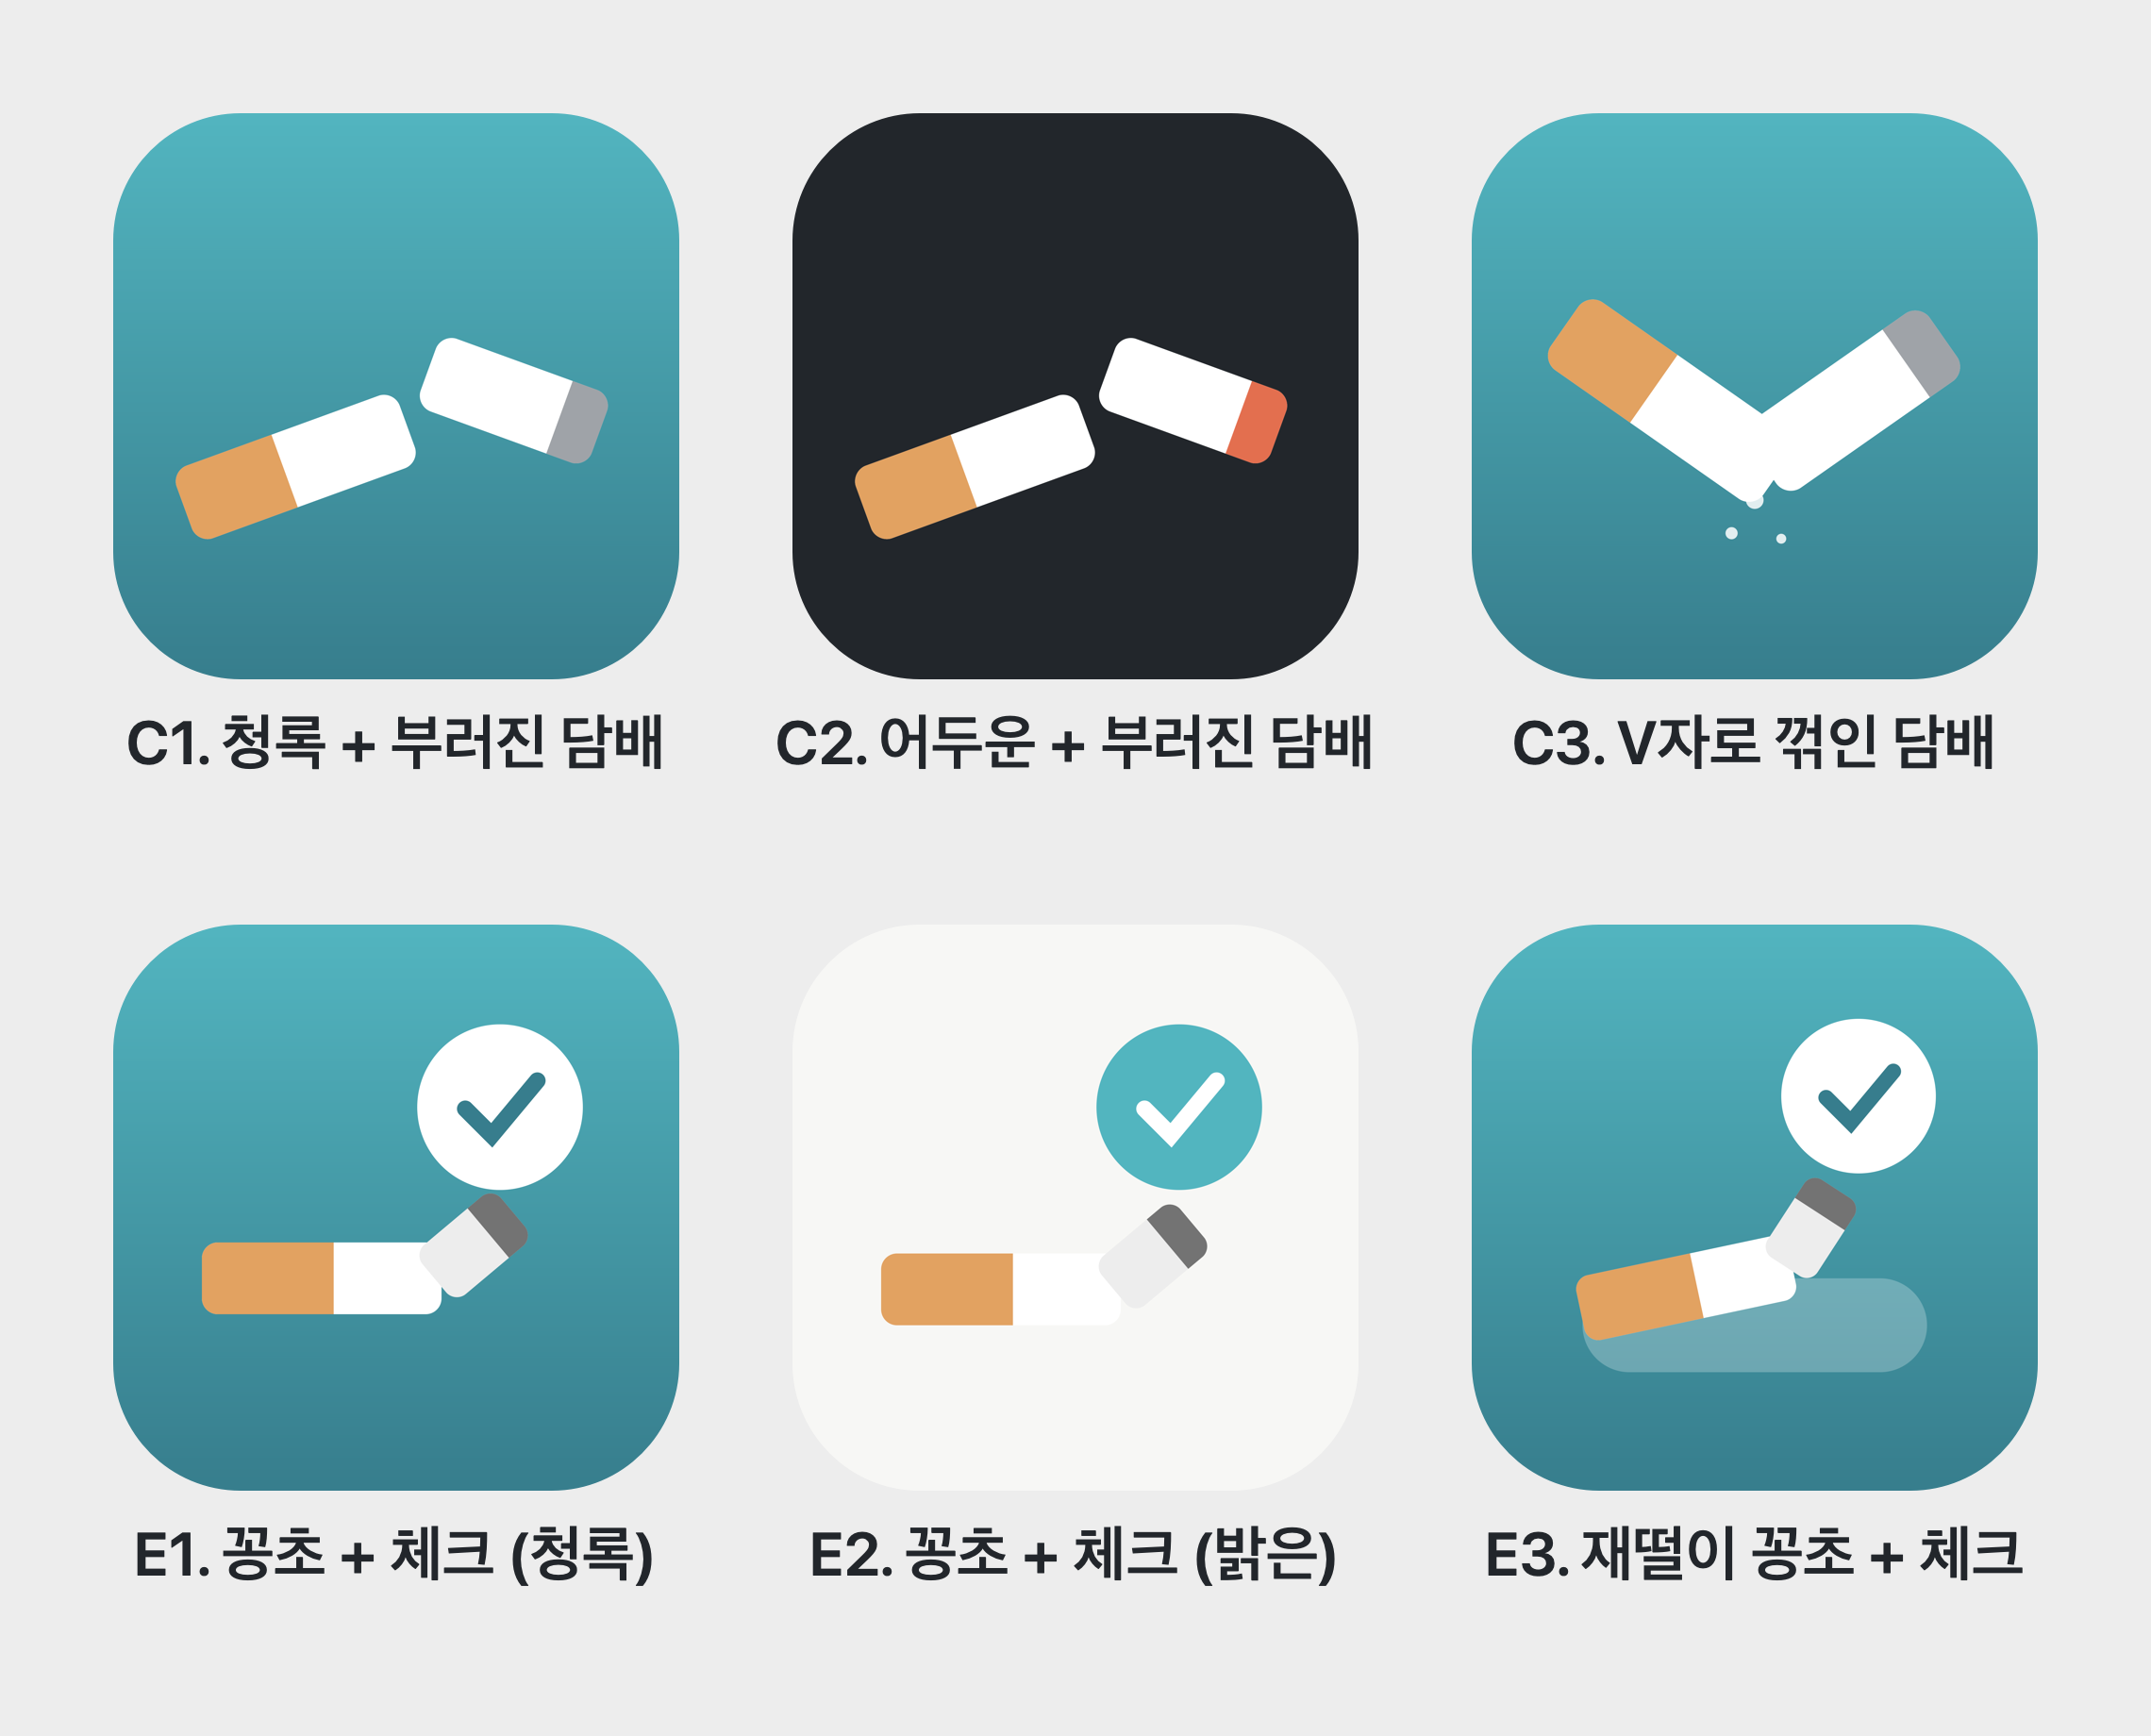 C1. 청록 + 부러진 담배
C2. 어두운 + 부러진 담배
C3. V자로 꺾인 담배
E1. 꽁초 + 체크 (청록)
E2. 꽁초 + 체크 (밝은)
E3. 재떨이 꽁초 + 체크